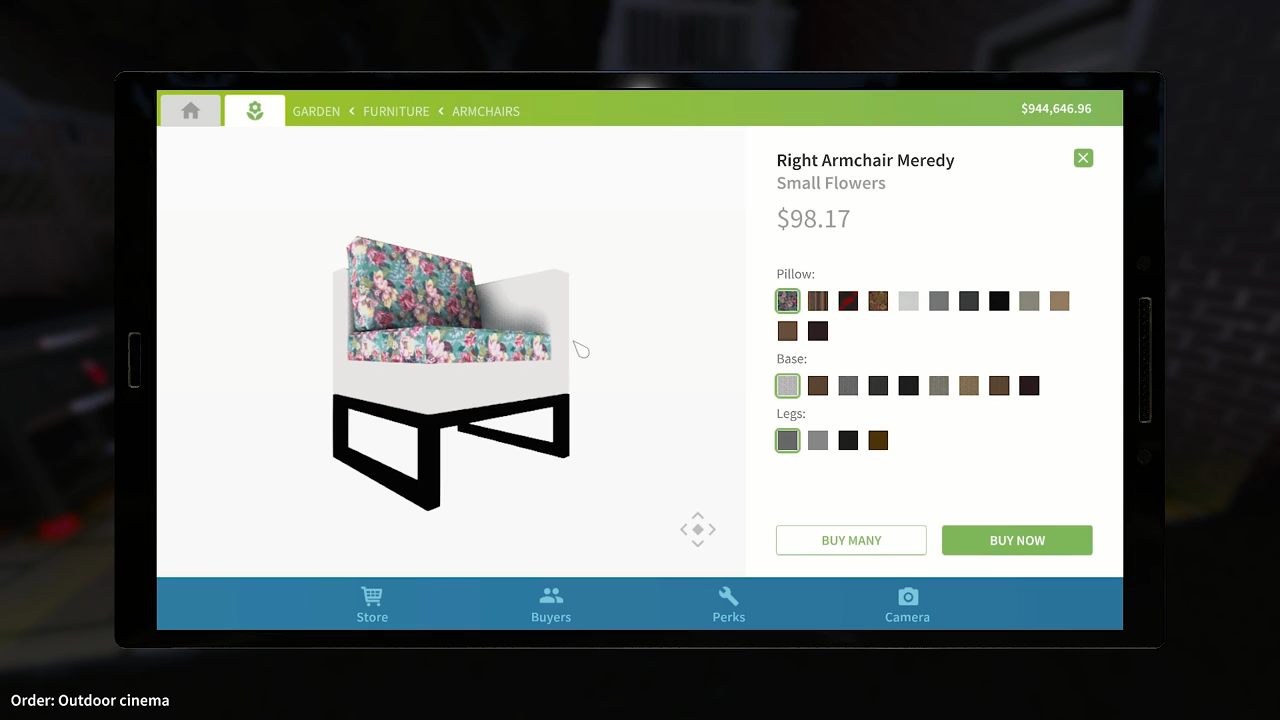 GARDEN < FURNITURE < ARMCHAIRS
$944,646.96
Right Armchair Meredy
Small Flowers
$98.17
Pillow:
Base:
Legs:
BUY MANY
BUY NOW
Store
Buyers
Perks
Camera
Order: Outdoor cinema